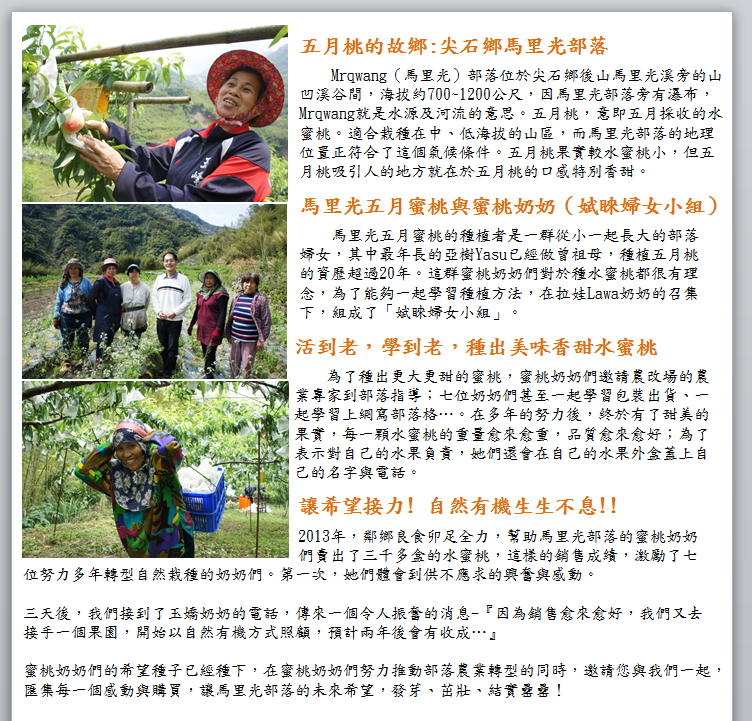 五月桃的故鄉:尖石鄉馬里光部落
Mrqwang（馬里光）部落位於尖石鄉後山馬里光溪旁的山
凹溪谷間，海拔約700~1200公尺，因馬里光部落旁有瀑布，
Mrqwang就是水源及河流的意思。五月桃，意即五月採收的水
蜜桃。適合栽種在中、低海拔的山區，而馬里光部落的地理
位置正符合了這個氣候條件。五月桃果實較水蜜桃小，但五
月桃吸引人的地方就在於五月桃的口感特別香甜。
馬里光五月蜜桃與蜜桃奶奶（娬睞婦女小組）
馬里光五月蜜桃的種植者是一群從小一起長大的部落
婦女，其中最年長的亞樹Yasu已經做曾祖母，種植五月桃
的資歷超過20年。這群蜜桃奶奶們對於種水蜜桃都很有理
念，為了能夠一起學習種植方法，在拉娃Lawa奶奶的召集
下，組成了「娬睞婦女小組」。
活到老，學到老，種出美味香甜水蜜桃
為了種出更大更甜的蜜桃，蜜桃奶奶們邀請農改場的農
業專家到部落指導；七位奶奶們甚至一起學習包裝出貨、一
起學習上網寫部落格…。在多年的努力後，終於有了甜美的
果實，每一顆水蜜桃的重量愈來愈重，品質愈來愈好；為了
表示對自己的水果負責，她們還會在自己的水果外盒蓋上自
己的名字與電話。
讓希望接力! 自然有機生生不息!!
2013年，鄰鄉良食卯足全力，幫助馬里光部落的蜜桃奶奶
們賣出了三千多盒的水蜜桃，這樣的銷售成績，激勵了七
位努力多年轉型自然栽種的奶奶們。第一次，她們體會到供不應求的興奮與感動。
三天後，我們接到了玉嬌奶奶的電話，傳來一個令人振奮的消息-『因為銷售愈來愈好，我們又去
接手一個果園，開始以自然有機方式照顧，預計兩年後會有收成…』
蜜桃奶奶們的希望種子已經種下，在蜜桃奶奶們努力推動部落農業轉型的同時，邀請您與我們一起，
匯集每一個感動與購買，讓馬里光部落的未來希望，發芽、茁壯、結實纍纍！